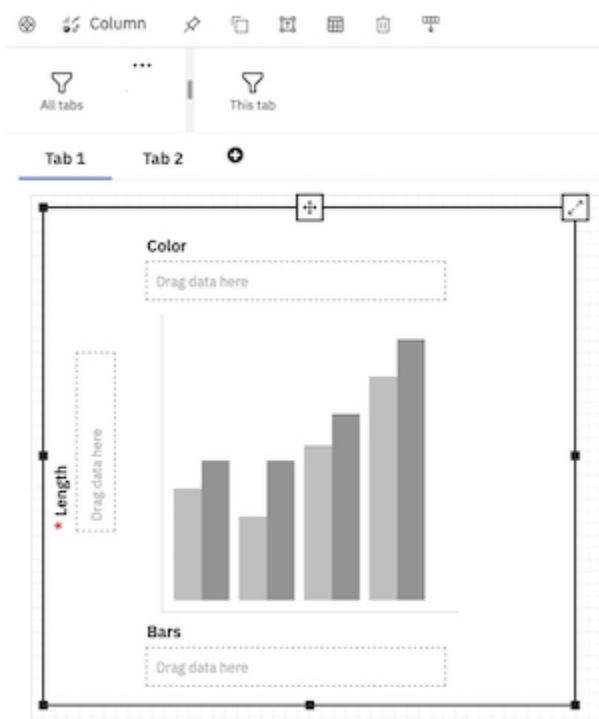 Column
All tabs
This tab
Tab 1
Tab 2
Color
Drag data here
* Length
Drag data here
Bars
Drag data here